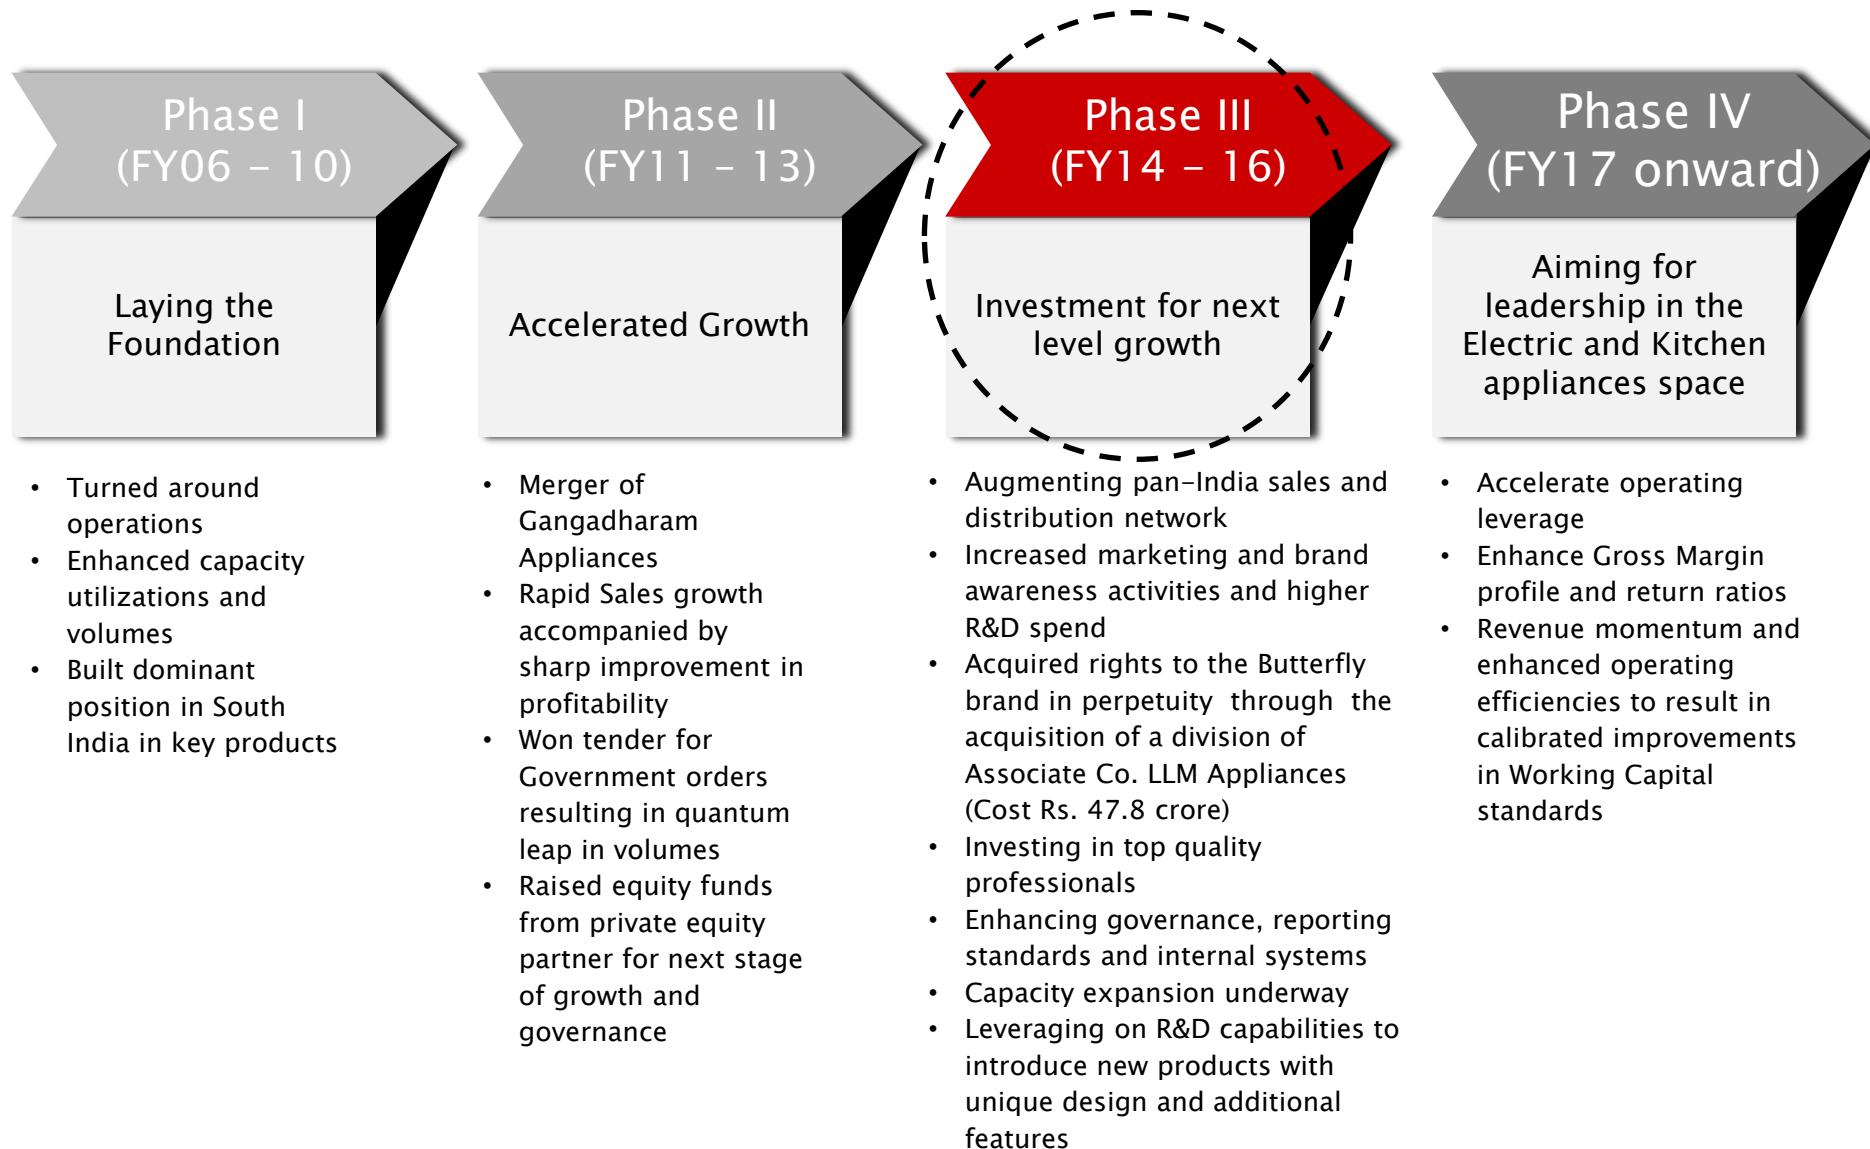 Phase I
(FY06 – 10)
Laying the
Foundation
• Turned around
operations
• Enhanced capacity
utilizations and
volumes
• Built dominant
position in South
India in key products
Phase II
(FY11 – 13)
Accelerated Growth
• Merger of
Gangadharam
Appliances
• Rapid Sales growth
accompanied by
sharp improvement in
profitability
• Won tender for
Government orders
resulting in quantum
leap in volumes
• Raised equity funds
from private equity
partner for next stage
of growth and
governance
Phase III
(FY14 – 16)
Investment for next
level growth
• Augmenting pan-India sales and
distribution network
• Increased marketing and brand
awareness activities and higher
R&D spend
• Acquired rights to the Butterfly
brand in perpetuity through the
acquisition of a division of
Associate Co. LLM Appliances
(Cost Rs. 47.8 crore)
• Investing in top quality
professionals
• Enhancing governance, reporting
standards and internal systems
• Capacity expansion underway
• Leveraging on R&D capabilities to
introduce new products with
unique design and additional
features
Phase IV
(FY17 onward)
Aiming for
leadership in the
Electric and Kitchen
appliances space
• Accelerate operating
leverage
• Enhance Gross Margin
profile and return ratios
• Revenue momentum and
enhanced operating
efficiencies to result in
calibrated improvements
in Working Capital
standards